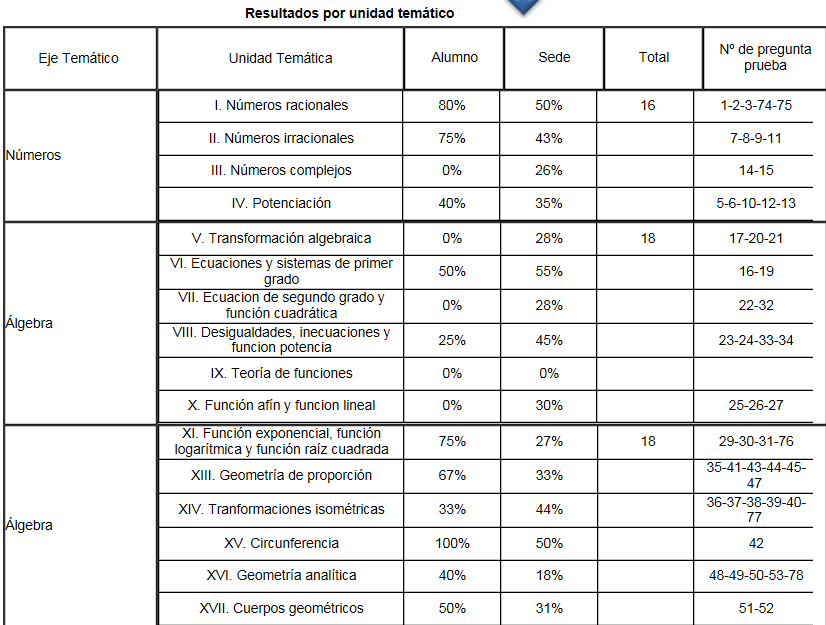 Resultados por unidad temático
Eje Temático Unidad Temática Alumno Sede Total Nº de pregunta
prueba
Números
I. Números racionales 80% 50% 16 1-2-3-74-75
II. Números irracionales 75% 43% 7-8-9-11
III. Números complejos 0% 26% 14-15
IV. Potenciación 40% 35% 5-6-10-12-13
Álgebra
V. Transformación algebraica 0% 28% 18 17-20-21
VI. Ecuaciones y sistemas de primer
grado 50% 55% 16-19
VII. Ecuacion de segundo grado y
función cuadrática 0% 28% 22-32
VIII. Desigualdades, inecuaciones y
funcion potencia 25% 45% 23-24-33-34
IX. Teoría de funciones 0% 0%
X. Función afín y funcion lineal 0% 30% 25-26-27
Álgebra
XI. Función exponencial, función
logarítmica y función raíz cuadrada 75% 27% 18 29-30-31-76
XIII. Geometría de proporción 67% 33% 35-41-43-44-45-
47
XIV. Tranformaciones isométricas 33% 44% 36-37-38-39-40-
77
XV. Circunferencia 100% 50% 42
XVI. Geometría analítica 40% 18% 48-49-50-53-78
XVII. Cuerpos geométricos 50% 31% 51-52